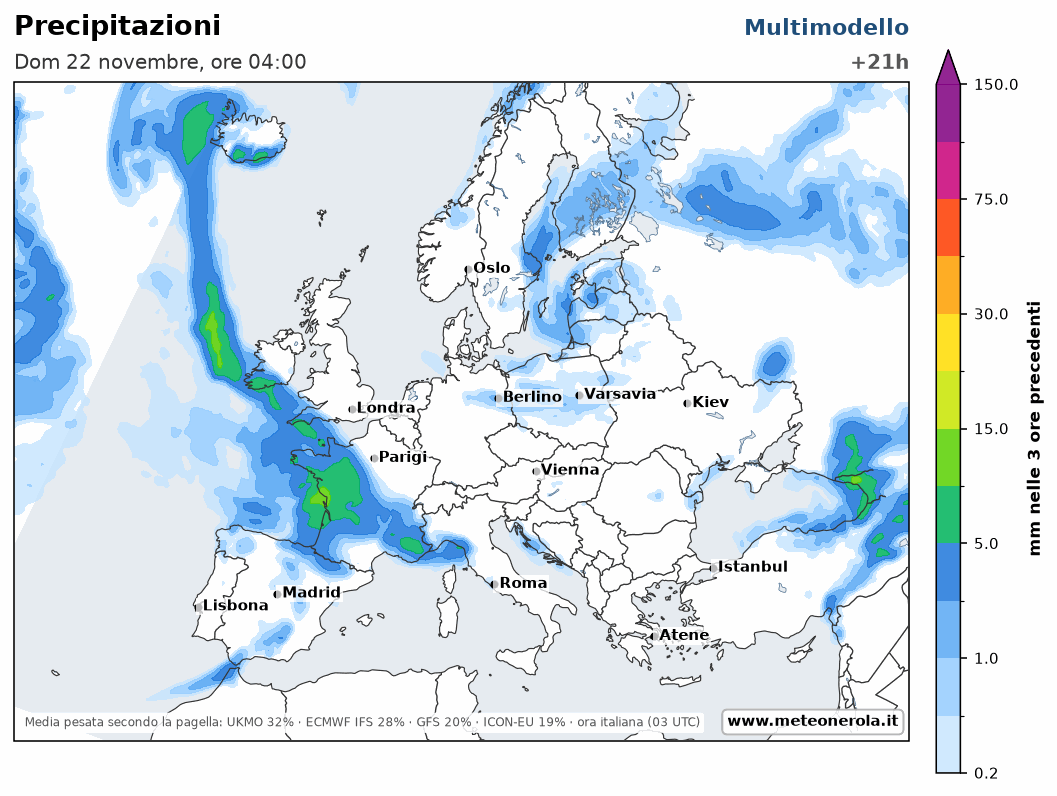 Precipitazioni
Multimodello
Dom 22 novembre, ore 04:00
+21h
150.0
75.0
30.0
15.0
5.0
1.0
0.2
mm nelle 3 ore precedenti
Oslo
Berlino
Varsavia
Kiev
Londra
Parigi
Vienna
Istanbul
Roma
Madrid
Lisbona
Atene
Media pesata secondo la pagella: UKMO 32% · ECMWF IFS 28% · GFS 20% · ICON-EU 19% · ora italiana (03 UTC)
www.meteonerola.it